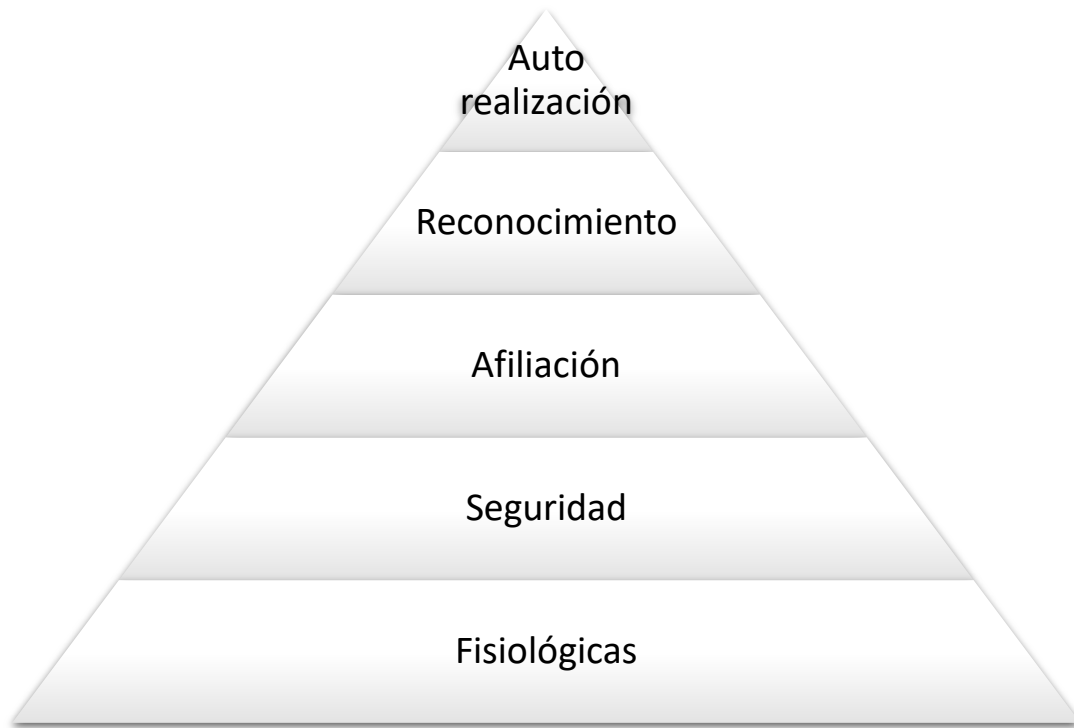 Auto
realización
Reconocimiento
Afiliación
Seguridad
Fisiológicas